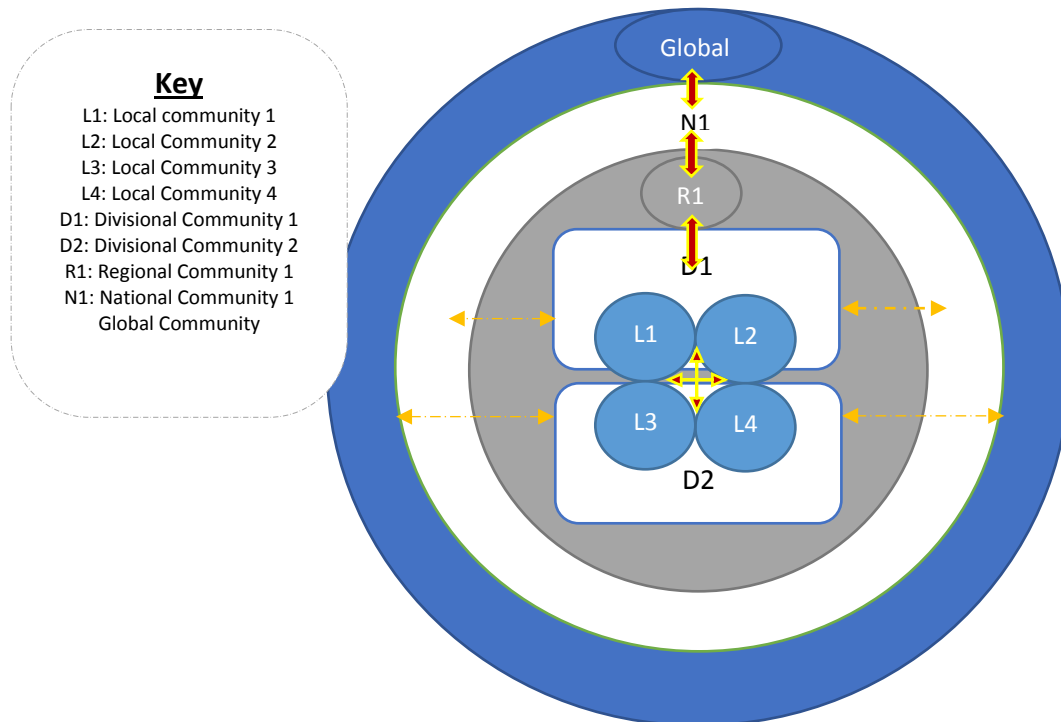 Key
L1: Local community 1
L2: Local Community 2
L3: Local Community 3
L4: Local Community 4
D1: Divisional Community 1
D2: Divisional Community 2
R1: Regional Community 1
N1: National Community 1
Global Community
Global
N1
R1
D1
L1 L2
L3 L4
D2